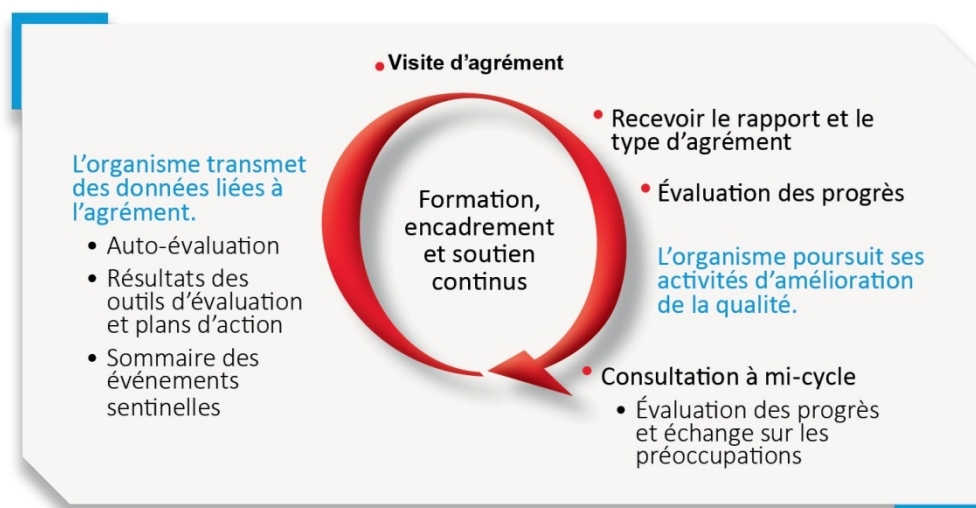 • Visite d'agrément
• Recevoir le rapport et le
type d'agrément
• Évaluation des progrès
L'organisme poursuit ses
activités d'amélioration
de la qualité.
• Consultation à mi-cycle
• Évaluation des progrès
et échange sur les
préoccupations
L'organisme transmet
des données liées à
l'agrément.
• Auto-évaluation
• Résultats des
outils d'évaluation
et plans d'action
• Sommaire des
événements
sentinelles
Formation,
encadrement
et soutien
continus